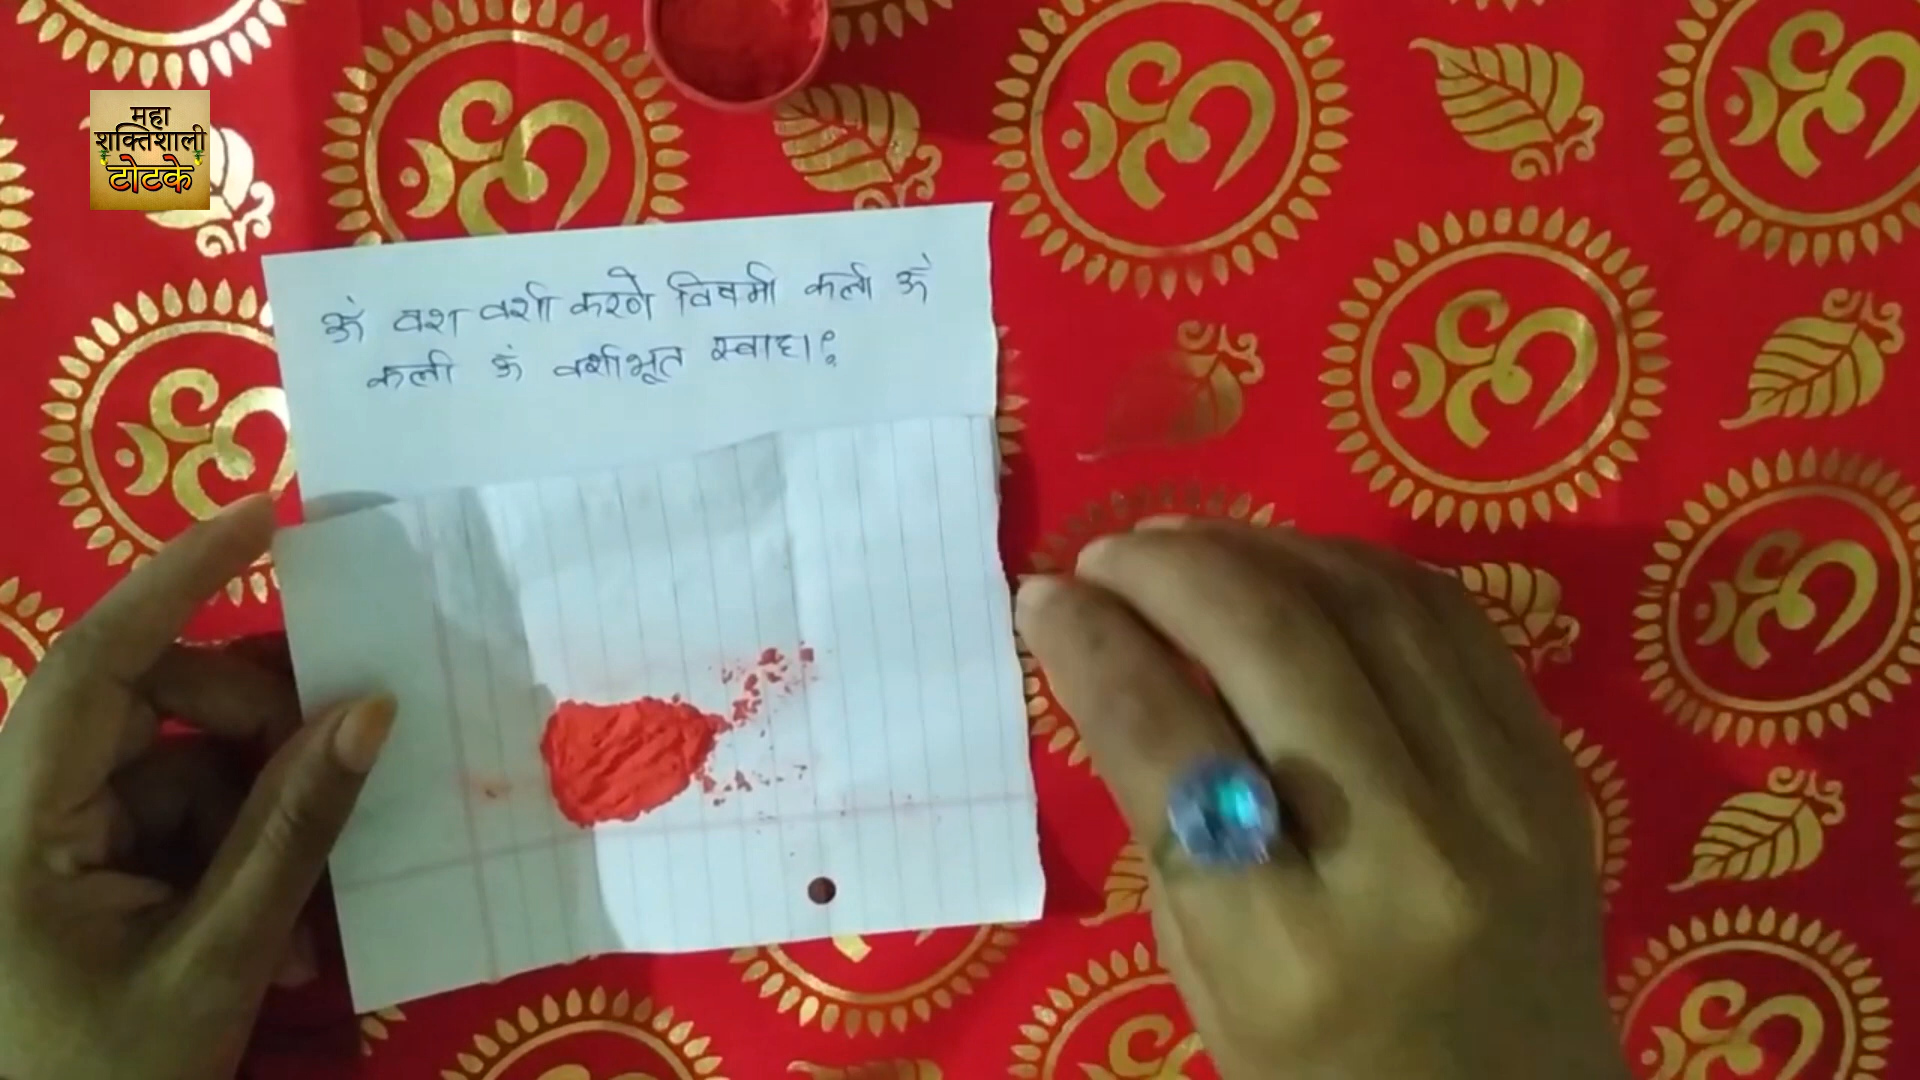 महा
शक्तिशाली
टोटके
ॐ वश वशी करणे विषमी कली ॐ
कली ॐ वशीभूत स्वाहा॰